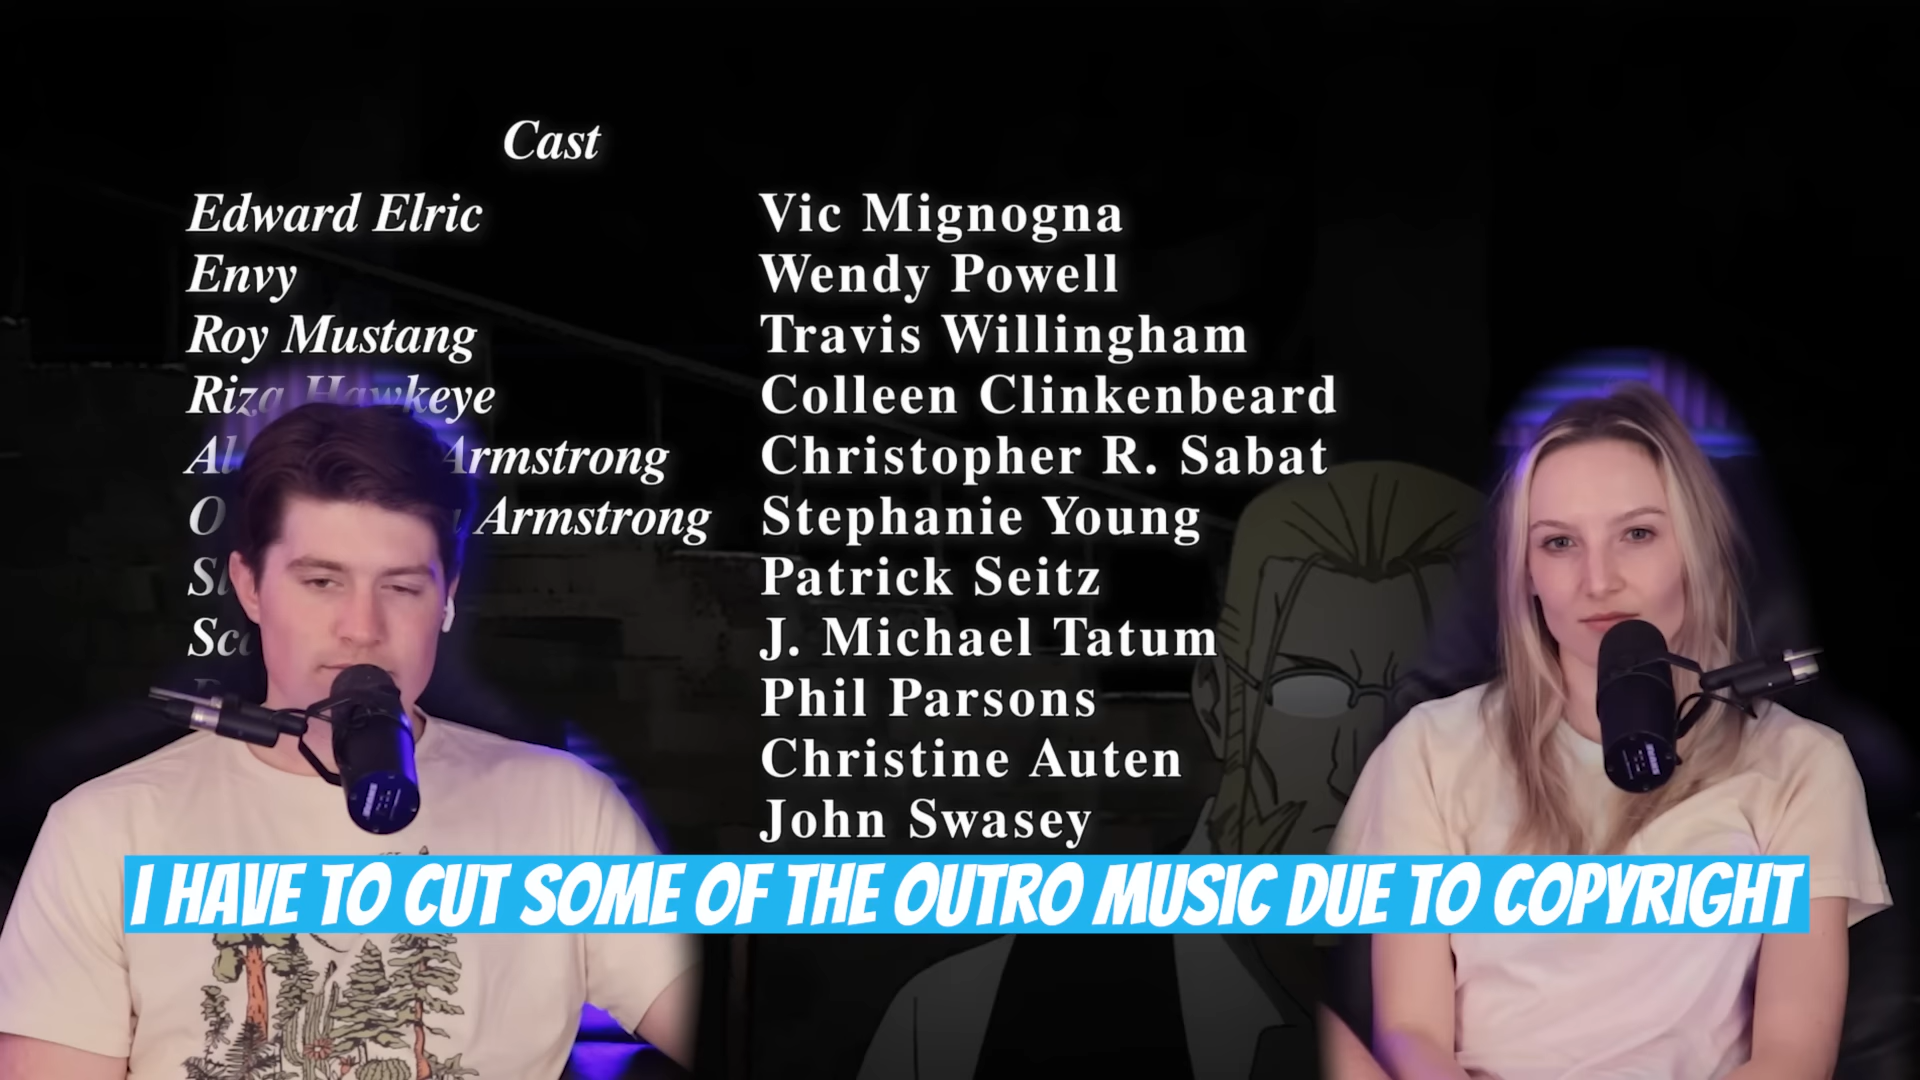 Cast
Edward Elric Vic Mignogna
Envy Wendy Powell
Roy Mustang Travis Willingham
Riza Hawkeye Colleen Clinkenbeard
Armstrong Christopher R. Sabat
Armstrong Stephanie Young
Patrick Seitz
J. Michael Tatum
Phil Parsons
Christine Auten
John Swasey
I HAVE TO CUT SOME OF THE OUTRO MUSIC DUE TO COPYRIGHT